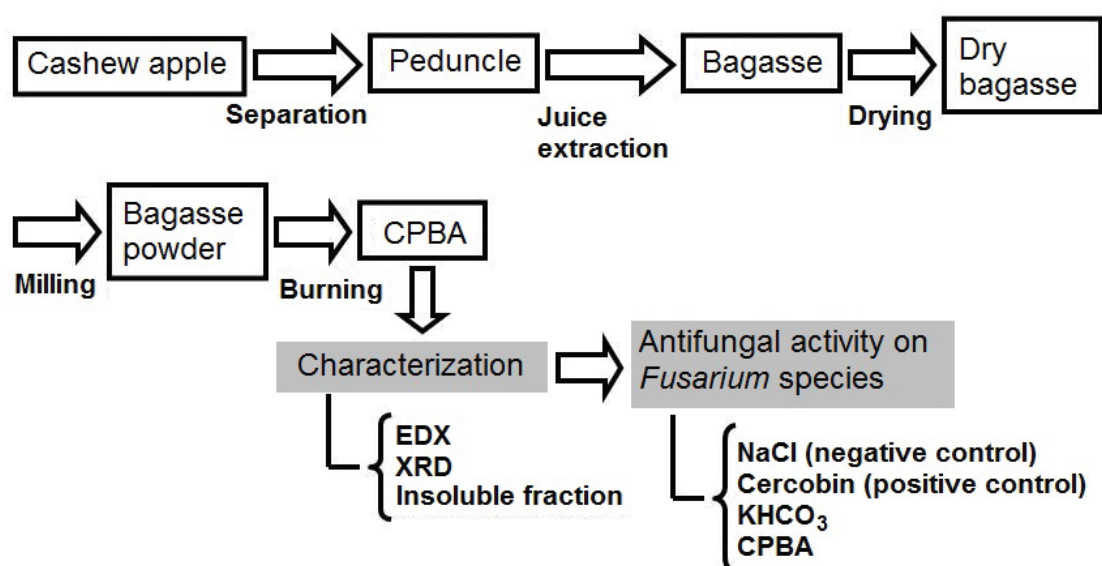 Cashew apple
Separation
Peduncle
Juice
extraction
Bagasse
Drying
Dry
bagasse
Milling
Bagasse
powder
Burning
CPBA
Characterization
EDX
XRD
Insoluble fraction
Antifungal activity on
Fusarium species
NaCl (negative control)
Cercobin (positive control)
KHCO₃
CPBA